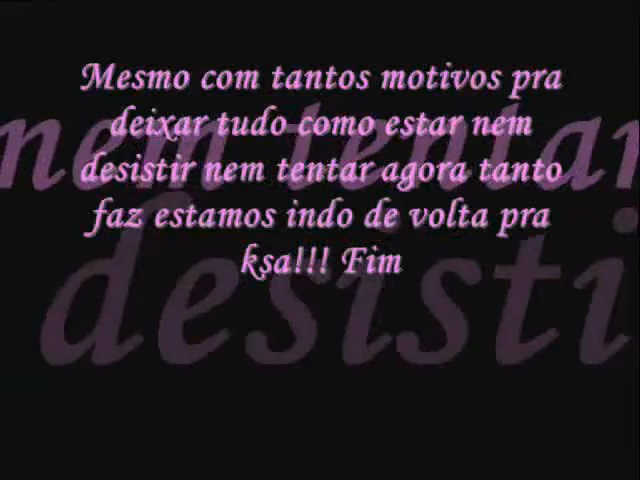 Mesmo com tantos motivos pra
deixar tudo como estar nem
desistir nem tentar agora tanto
faz estamos indo de volta pra
ksa!!! Fim
nem tentar
desisti